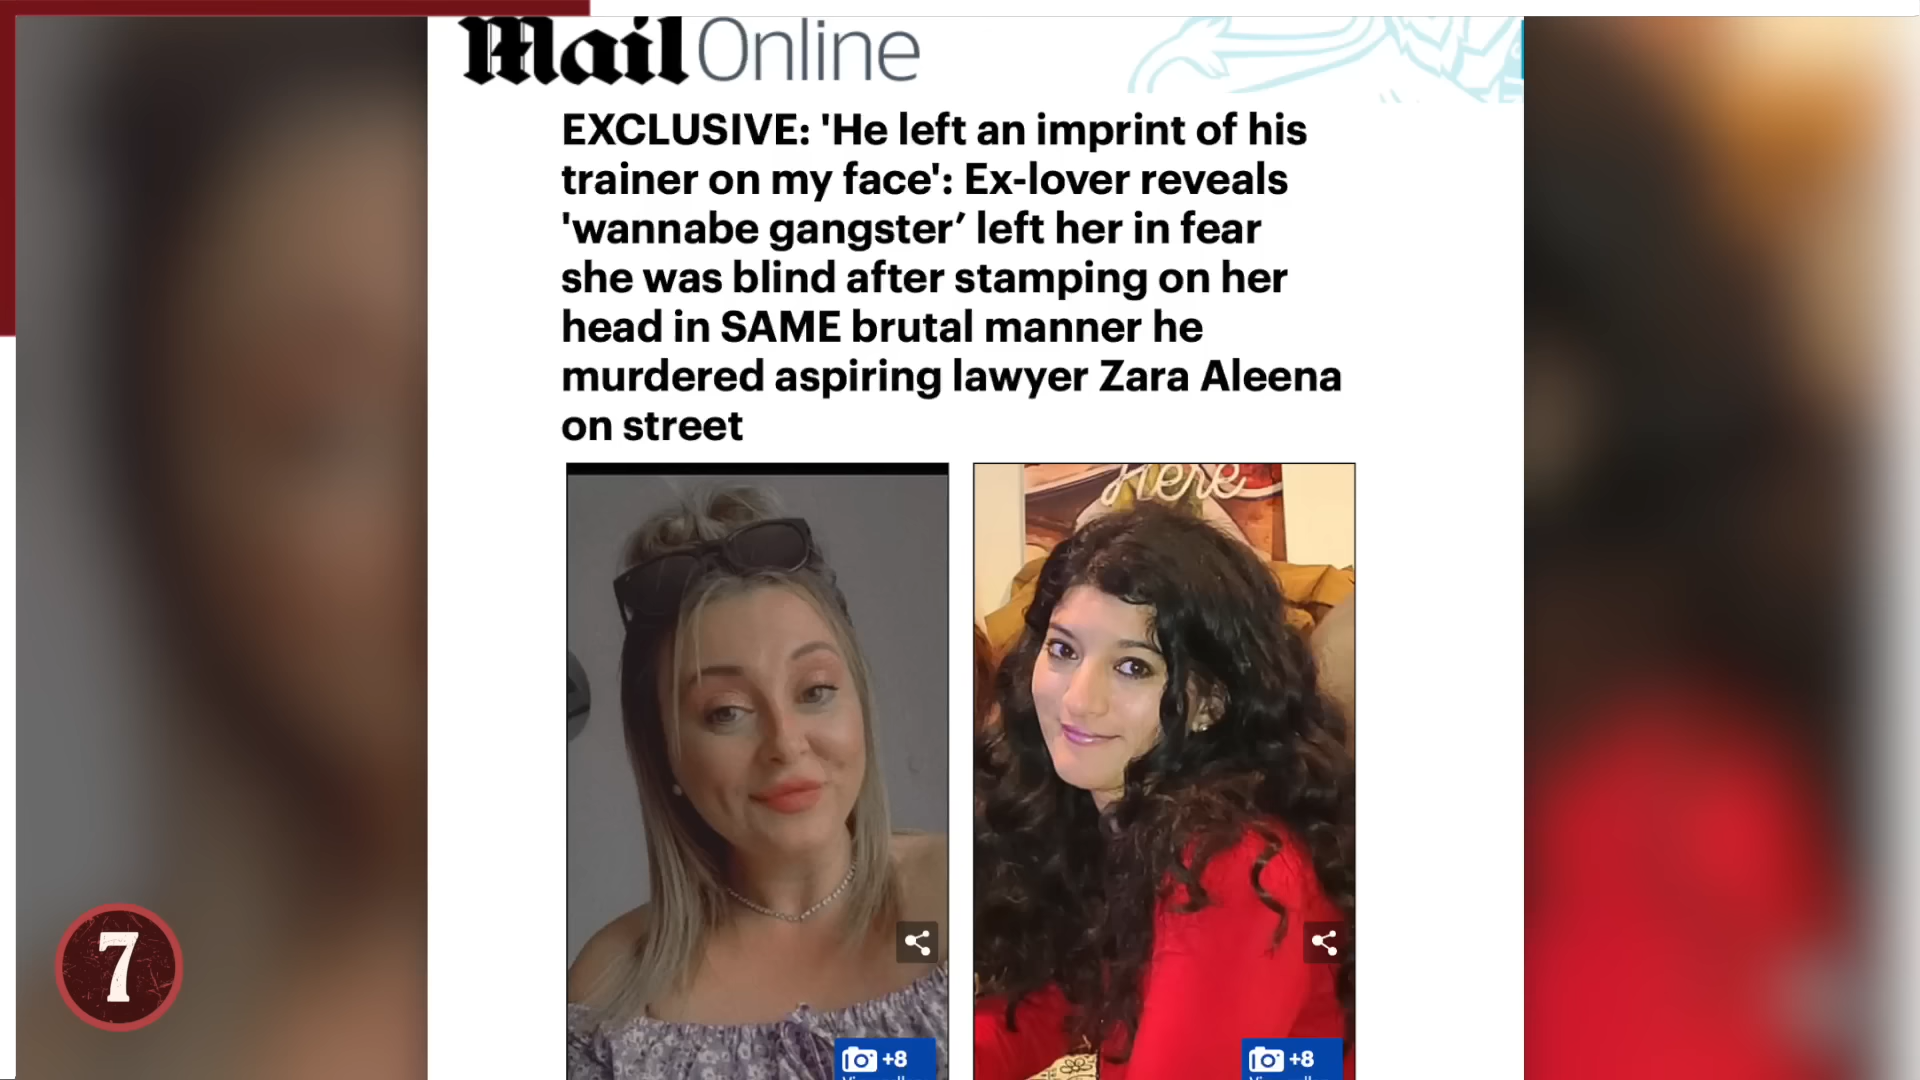 Mail Online
EXCLUSIVE: 'He left an imprint of his
trainer on my face': Ex-lover reveals
'wannabe gangster’ left her in fear
she was blind after stamping on her
head in SAME brutal manner he
murdered aspiring lawyer Zara Aleena
on street
Here
7
+8
+8